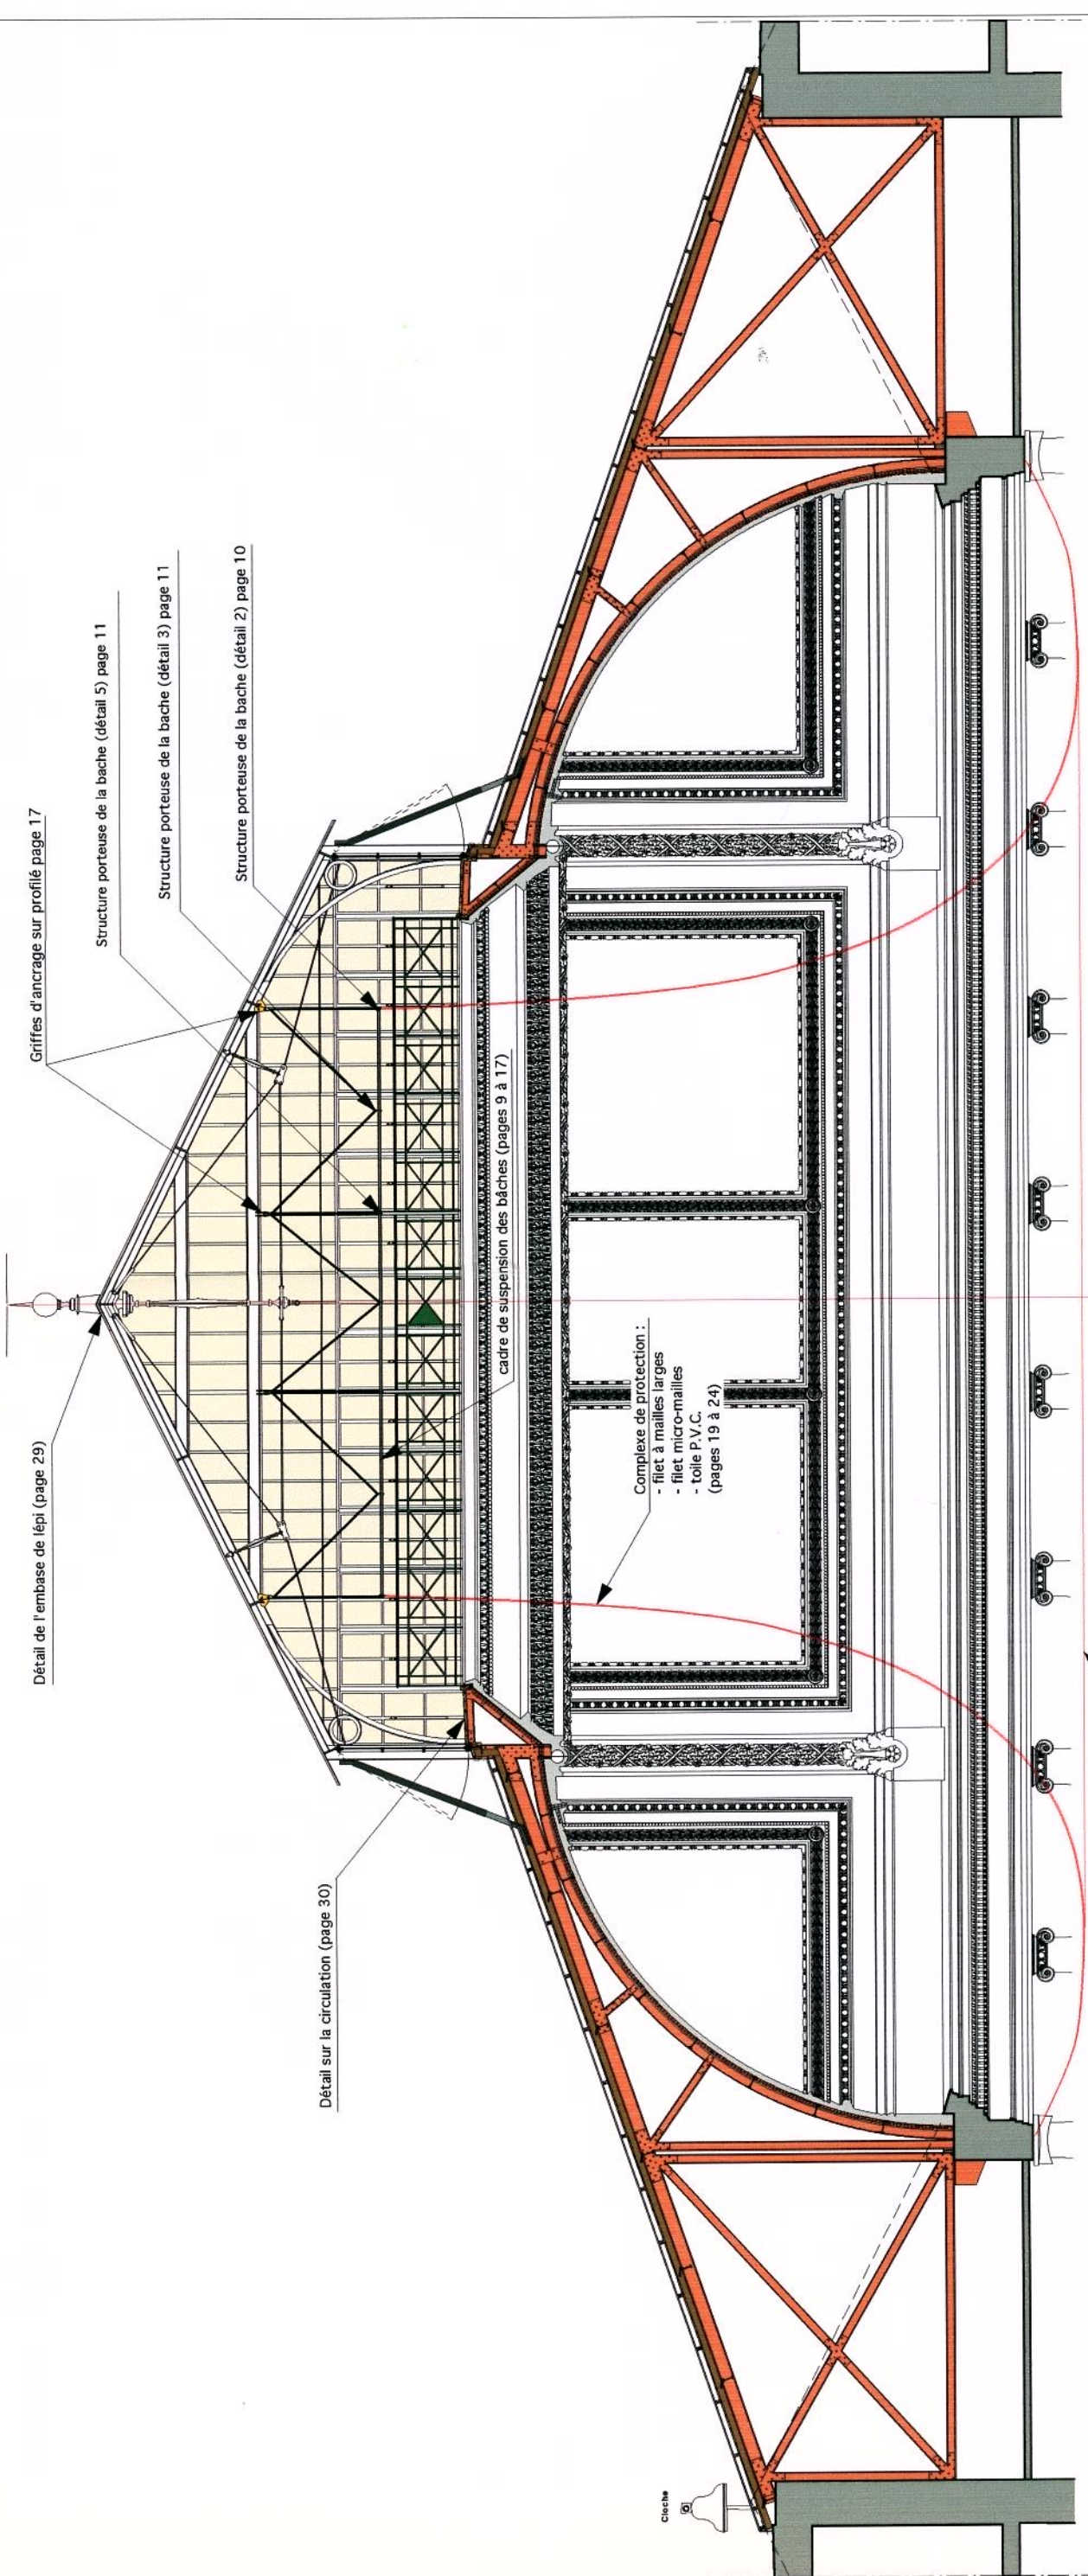 Détail de l'embase de lépi (page 29)
Griffes d'ancrage sur profilé page 17
Structure porteuse de la bache (détail 5) page 11
Structure porteuse de la bache (détail 3) page 11
Structure porteuse de la bache (détail 2) page 10
Détail sur la circulation (page 30)
cadre de suspension des bâches (pages 9 à 17)
Complexe de protection :
- filet à mailles larges
- filet micro-mailles
- toile P.V.C.
(pages 19 à 24)
Cloche